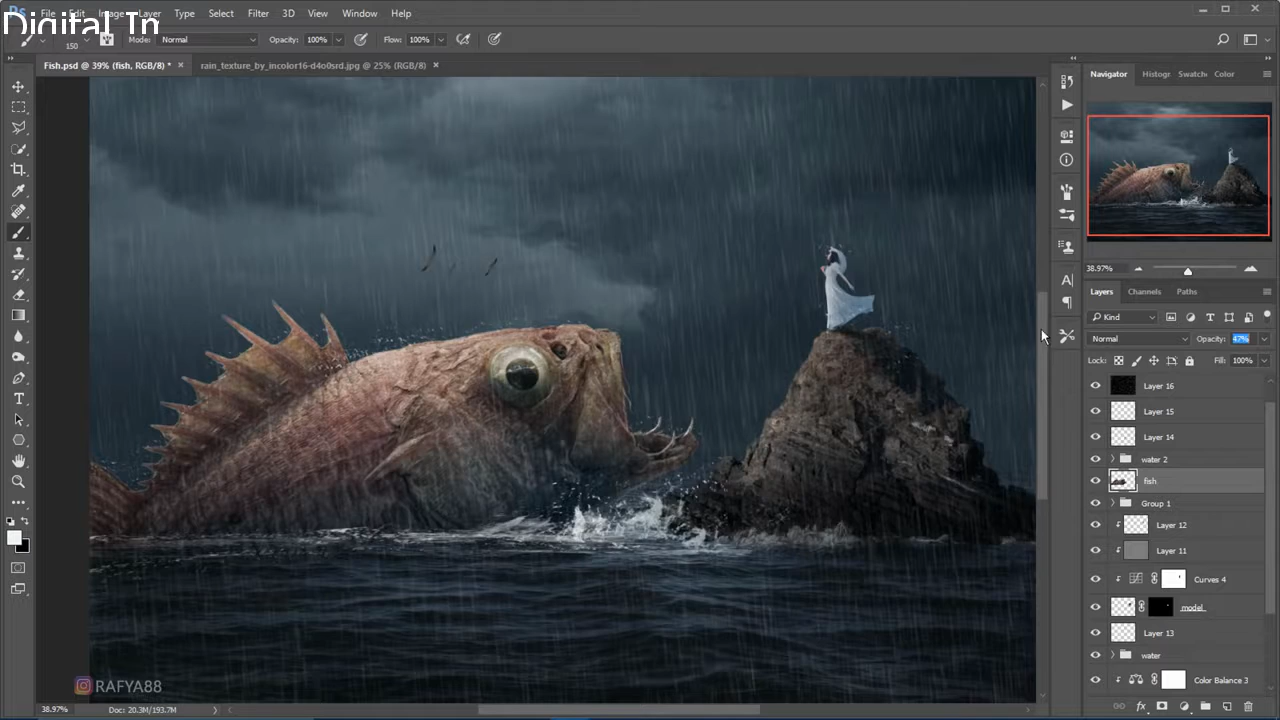 Digital Tn
Ps File Edit Image Layer Type Select Filter 3D View Window Help
150 Mode: Normal Opacity: 100% Flow: 100%
Fish.psd @ 39% (fish, RGB/8) * × rain_texture_by_incolor16-d4o0srd.jpg @ 25% (RGB/8) ×
Navigator Histogr Swatch Color
38.97%
Layers Channels Paths
Kind
Normal Opacity: 47%
Lock: Fill: 100%
Layer 16
Layer 15
Layer 14
water 2
fish
Group 1
Layer 12
Layer 11
Curves 4
model
Layer 13
water
Color Balance 3
RAFYA88
38.97% Doc: 20.3M/193.7M